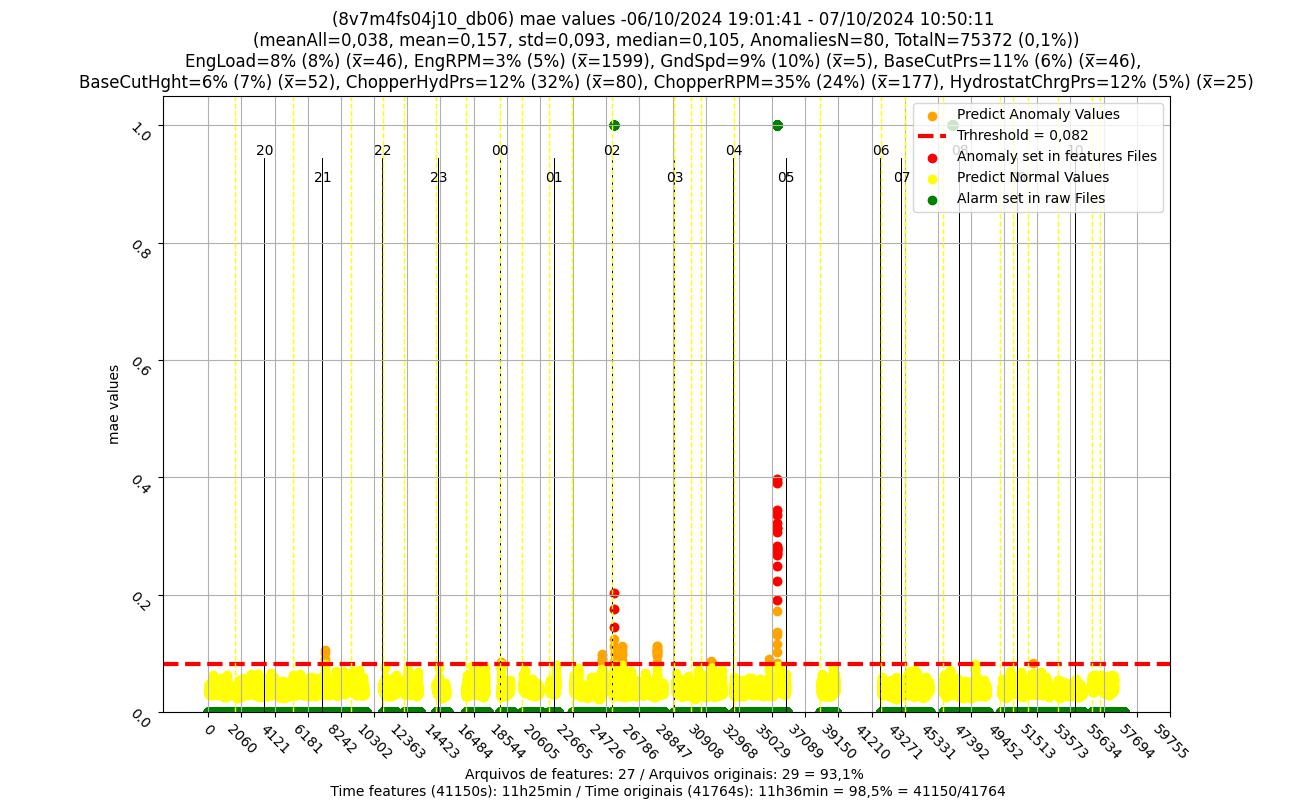 (8v7m4fs04j10_db06) mae values -06/10/2024 19:01:41 - 07/10/2024 10:50:11
(meanAll=0,038, mean=0,157, std=0,093, median=0,105, AnomaliesN=80, TotalN=75372 (0,1%))
EngLoad=8% (8%) (x̅=46), EngRPM=3% (5%) (x̅=1599), GndSpd=9% (10%) (x̅=5), BaseCutPrs=11% (6%) (x̅=46),
BaseCutHght=6% (7%) (x̅=52), ChopperHydPrs=12% (32%) (x̅=80), ChopperRPM=35% (24%) (x̅=177), HydrostatChrgPrs=12% (5%) (x̅=25)
Predict Anomaly Values
Trhreshold = 0,082
Anomaly set in features Files
Predict Normal Values
Alarm set in raw Files
20 22 00 02 04 06 08 10
21 23 01 03 05 07
mae values
1.0
0.8
0.6
0.4
0.2
0.0
0 2060 4121 6181 8242 10302 12363 14423 16484 18544 20605 22665 24726 26786 28847 30908 32968 35029 37089 39150 41210 43271 45331 47392 49452 51513 53573 55634 57694 59755
Arquivos de features: 27 / Arquivos originais: 29 = 93,1%
Time features (41150s): 11h25min / Time originais (41764s): 11h36min = 98,5% = 41150/41764